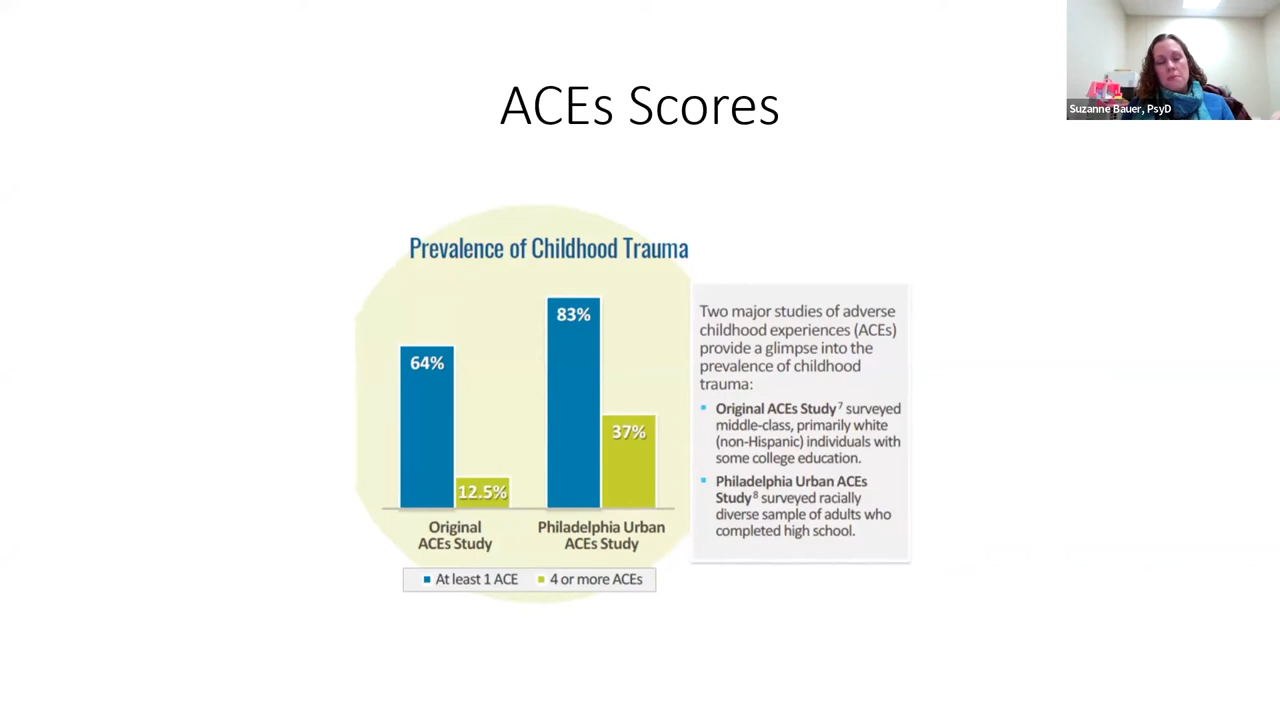 Suzanne Bauer, PsyD
ACEs Scores
Prevalence of Childhood Trauma
64%
12.5%
83%
37%
Original
ACEs Study
Philadelphia Urban
ACEs Study
At least 1 ACE
4 or more ACEs
Two major studies of adverse
childhood experiences (ACEs)
provide a glimpse into the
prevalence of childhood
trauma:
Original ACEs Study⁷ surveyed
middle-class, primarily white
(non-Hispanic) individuals with
some college education.
Philadelphia Urban ACEs
Study⁸ surveyed racially
diverse sample of adults who
completed high school.